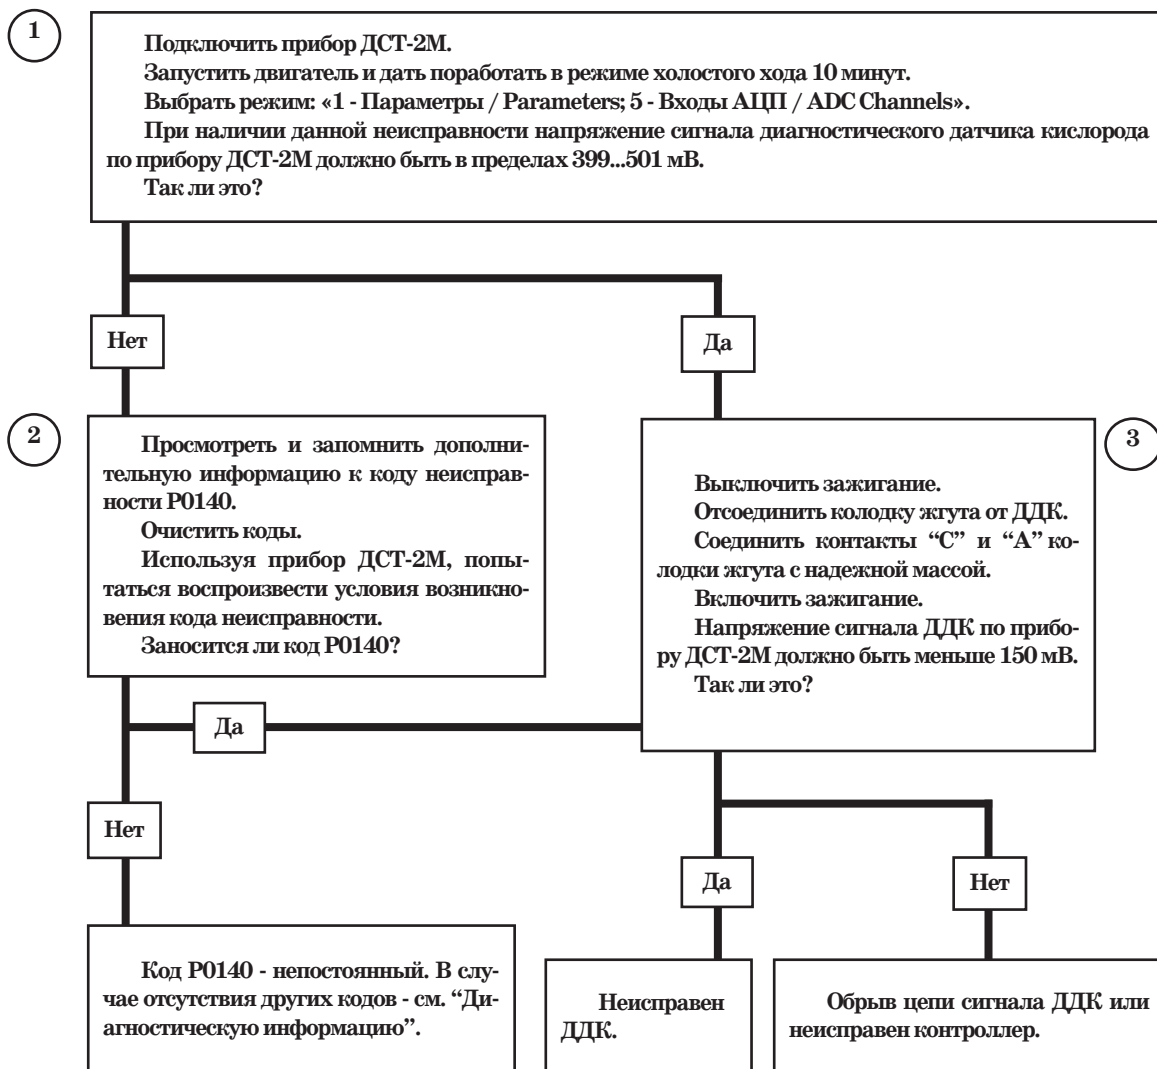 1
Подключить прибор ДСТ-2М.
Запустить двигатель и дать поработать в режиме холостого хода 10 минут.
Выбрать режим: «1 - Параметры / Parameters; 5 - Входы АЦП / ADC Channels».
При наличии данной неисправности напряжение сигнала диагностического датчика кислорода
по прибору ДСТ-2М должно быть в пределах 399...501 мВ.
Так ли это?
Нет
Да
2
Просмотреть и запомнить дополни-
тельную информацию к коду неисправ-
ности Р0140.
Очистить коды.
Используя прибор ДСТ-2М, попы-
таться воспроизвести условия возникно-
вения кода неисправности.
Заносится ли код Р0140?
3
Выключить зажигание.
Отсоединить колодку жгута от ДДК.
Соединить контакты “С” и “А” ко-
лодки жгута с надежной массой.
Включить зажигание.
Напряжение сигнала ДДК по прибо-
ру ДСТ-2М должно быть меньше 150 мВ.
Так ли это?
Да
Нет
Да
Нет
Код Р0140 - непостоянный. В слу-
чае отсутствия других кодов - см. “Ди-
агностическую информацию”.
Неисправен
ДДК.
Обрыв цепи сигнала ДДК или
неисправен контроллер.